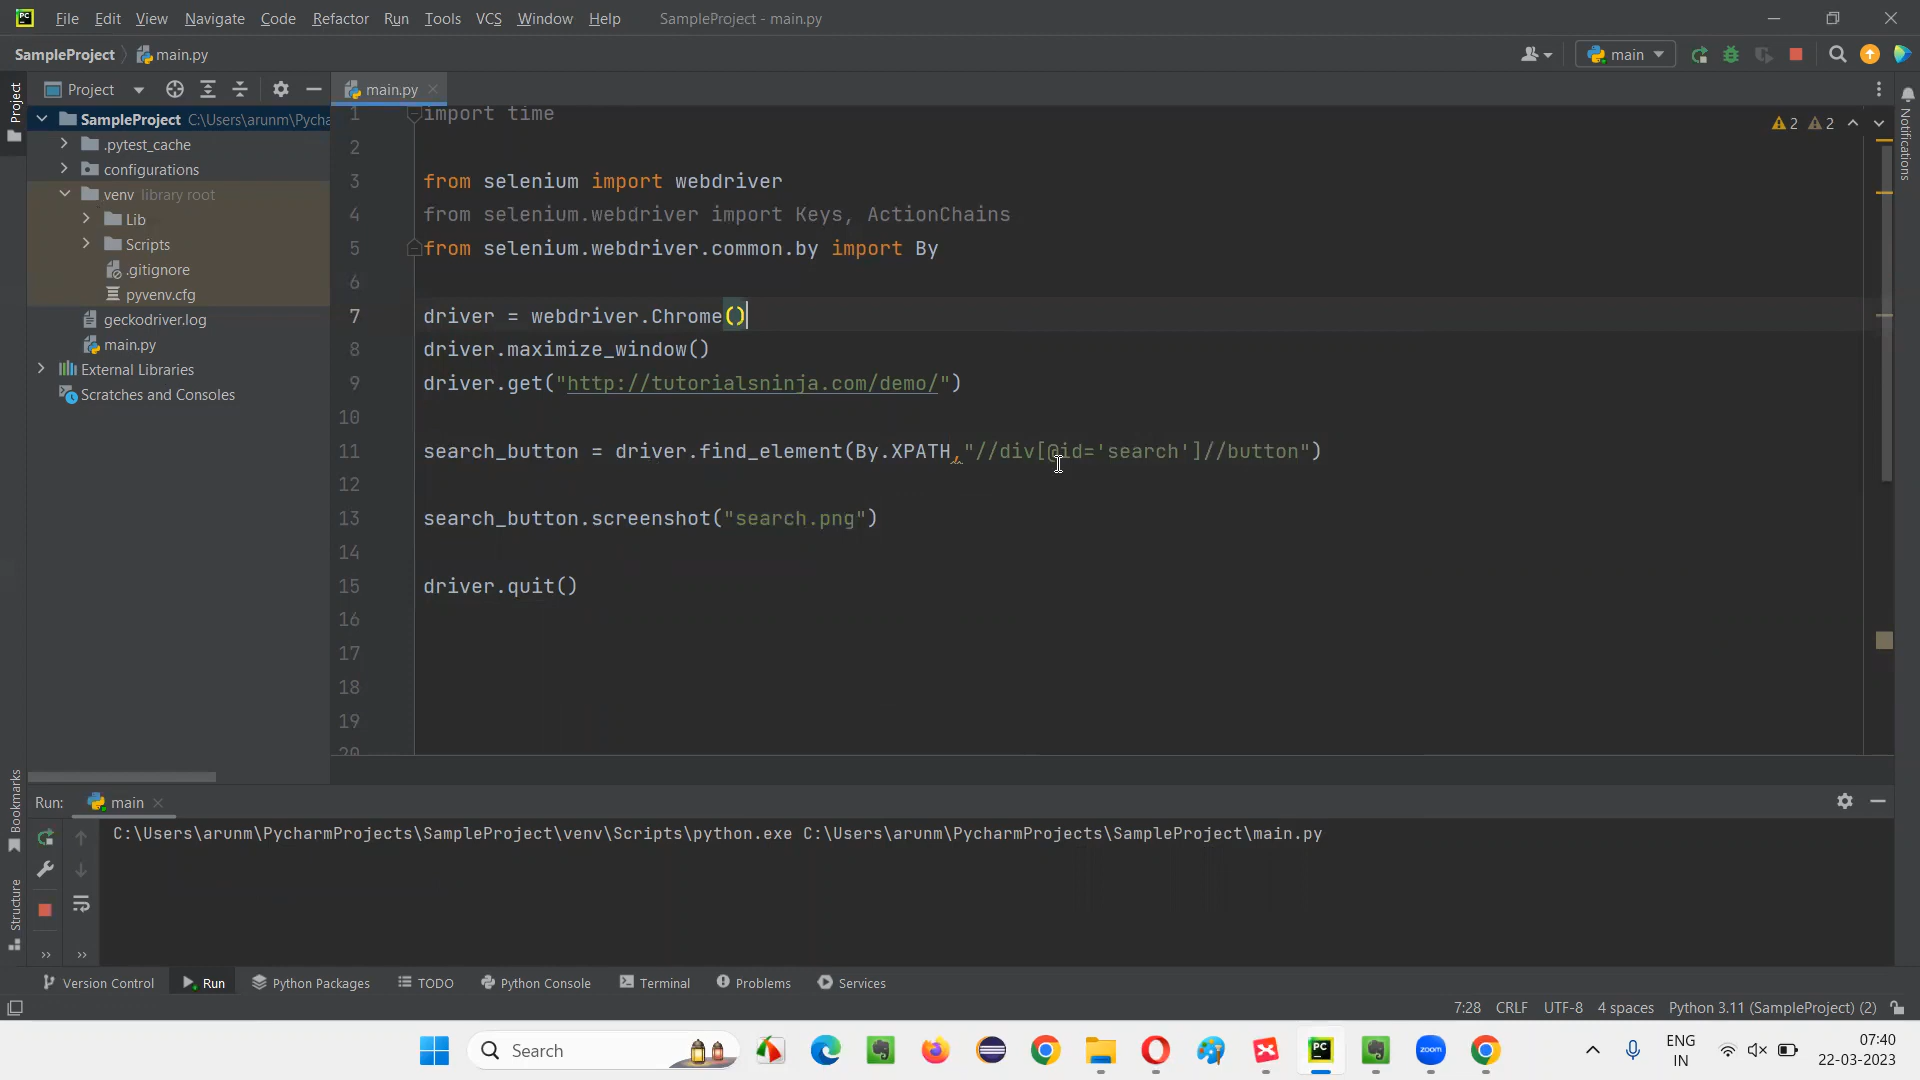 File Edit View Navigate Code Refactor Run Tools VCS Window Help SampleProject - main.py
SampleProject main.py main
Project main.py
Project
Notifications
SampleProject C:\Users\arunm\Pycha
.pytest_cache
configurations
venv library root
Lib
Scripts
.gitignore
pyvenv.cfg
geckodriver.log
main.py
External Libraries
Scratches and Consoles
2 2
1 import time
2
3 from selenium import webdriver
4 from selenium.webdriver import Keys, ActionChains
5 from selenium.webdriver.common.by import By
6
7 driver = webdriver.Chrome()
8 driver.maximize_window()
9 driver.get("http://tutorialsninja.com/demo/")
10
11 search_button = driver.find_element(By.XPATH,"//div[@id='search']//button")
12
13 search_button.screenshot("search.png")
14
15 driver.quit()
16
17
18
19
20
Bookmarks
Structure
Run: main
C:\Users\arunm\PycharmProjects\SampleProject\venv\Scripts\python.exe C:\Users\arunm\PycharmProjects\SampleProject\main.py
Version Control Run Python Packages TODO Python Console Terminal Problems Services
7:28 CRLF UTF-8 4 spaces Python 3.11 (SampleProject) (2)
Search
PC
zoom
ENG
IN
07:40
22-03-2023